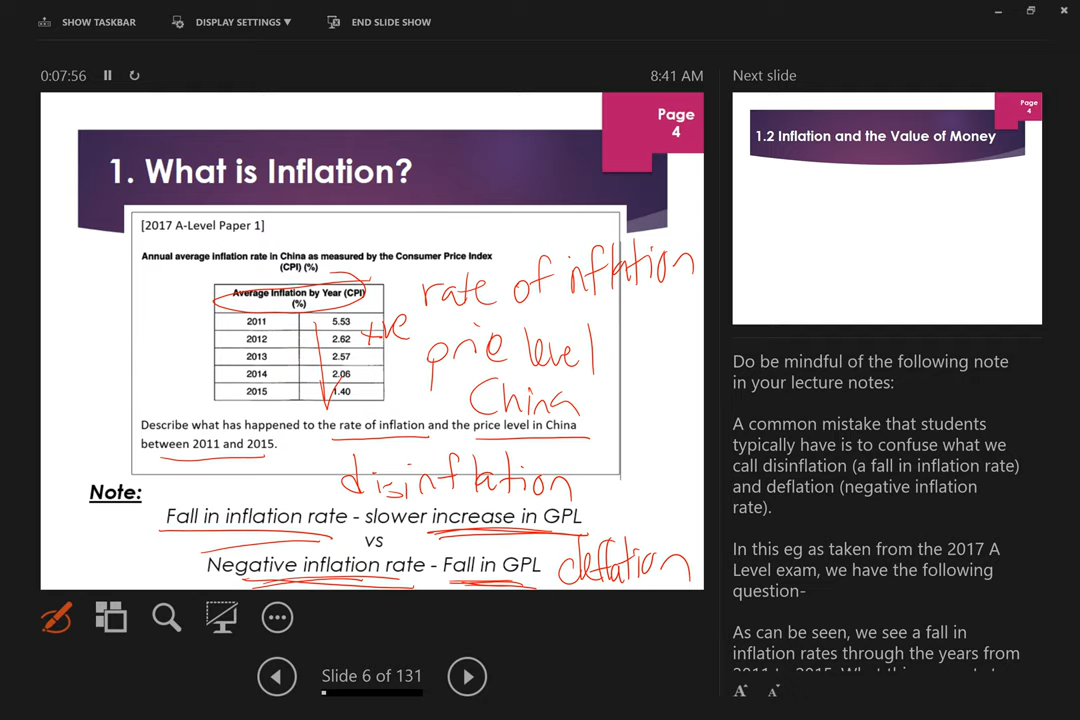 SHOW TASKBAR
DISPLAY SETTINGS ▼
END SLIDE SHOW
0:07:56
8:41 AM
Page
4
1. What is Inflation?
[2017 A-Level Paper 1]
Annual average inflation rate in China as measured by the Consumer Price Index
(CPI) (%)
Average Inflation by Year (CPI)
(%)
2011 5.53
2012 2.62
2013 2.57
2014 2.06
2015 1.40
+ve
rate of inflation
price level
China
Describe what has happened to the rate of inflation and the price level in China
between 2011 and 2015.
disinflation
Note:
Fall in inflation rate - slower increase in GPL
vs
Negative inflation rate - Fall in GPL
deflation
Slide 6 of 131
Next slide
Page
4
1.2 Inflation and the Value of Money
Do be mindful of the following note
in your lecture notes:
A common mistake that students
typically have is to confuse what we
call disinflation (a fall in inflation rate)
and deflation (negative inflation
rate).
In this eg as taken from the 2017 A
Level exam, we have the following
question-
As can be seen, we see a fall in
inflation rates through the years from
2011 to 2015. What this
A A